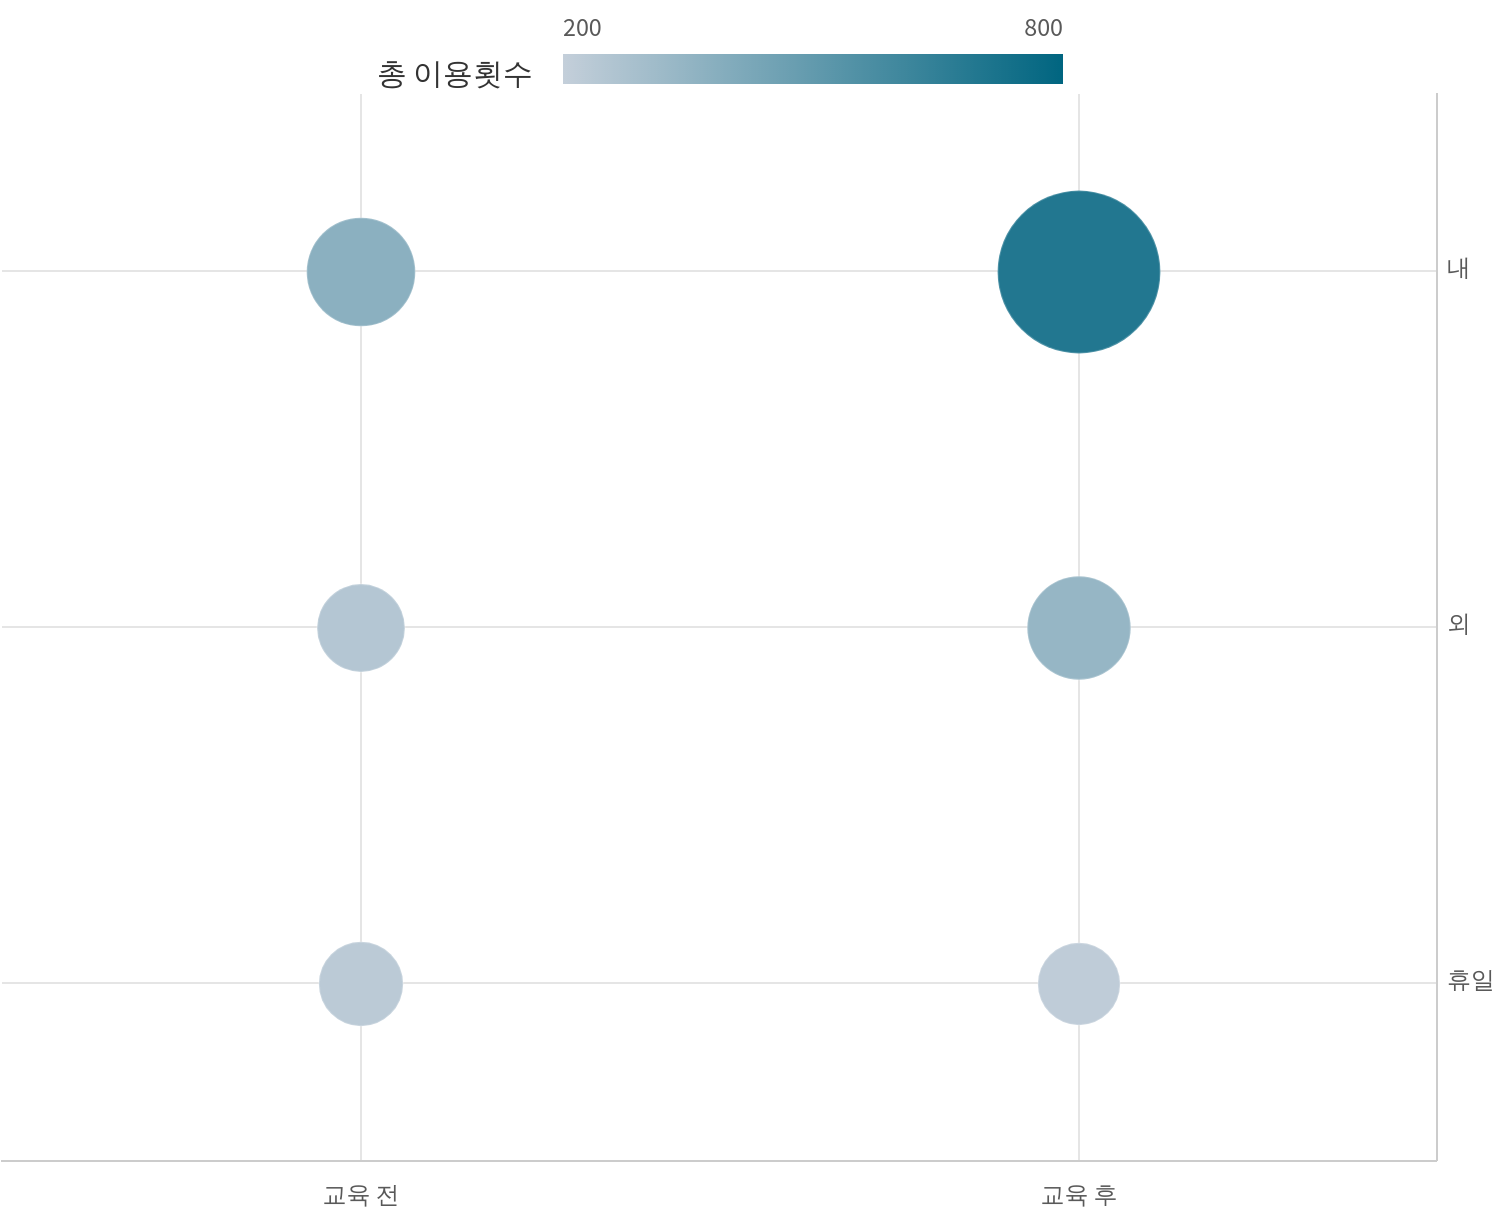 200 800
총 이용횟수
내
외
휴일
교육 전 교육 후